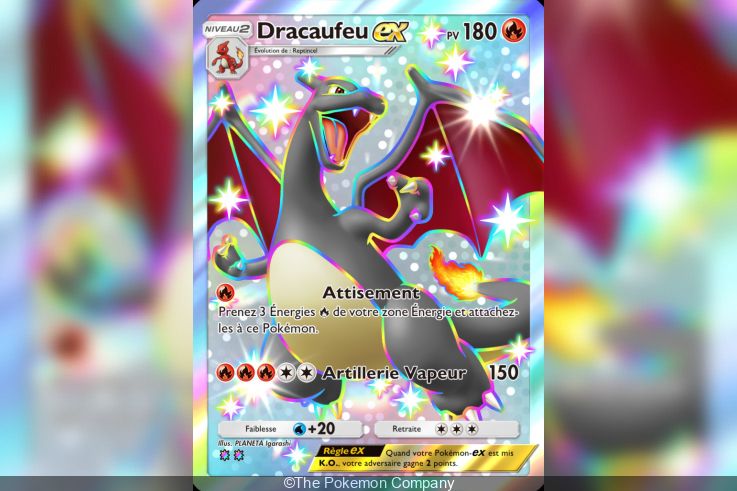 NIVEAU 2 Dracaufeu ex PV 180
Évolution de : Reptincel
Attisement
Prenez 3 Énergies de votre zone Énergie et attachez-
les à ce Pokémon.
Artillerie Vapeur 150
Faiblesse +20 Retraite
Illus. PLANETA Igarashi
Règle ex Quand votre Pokémon-ex est mis
K.O., votre adversaire gagne 2 points.
©The Pokemon Company